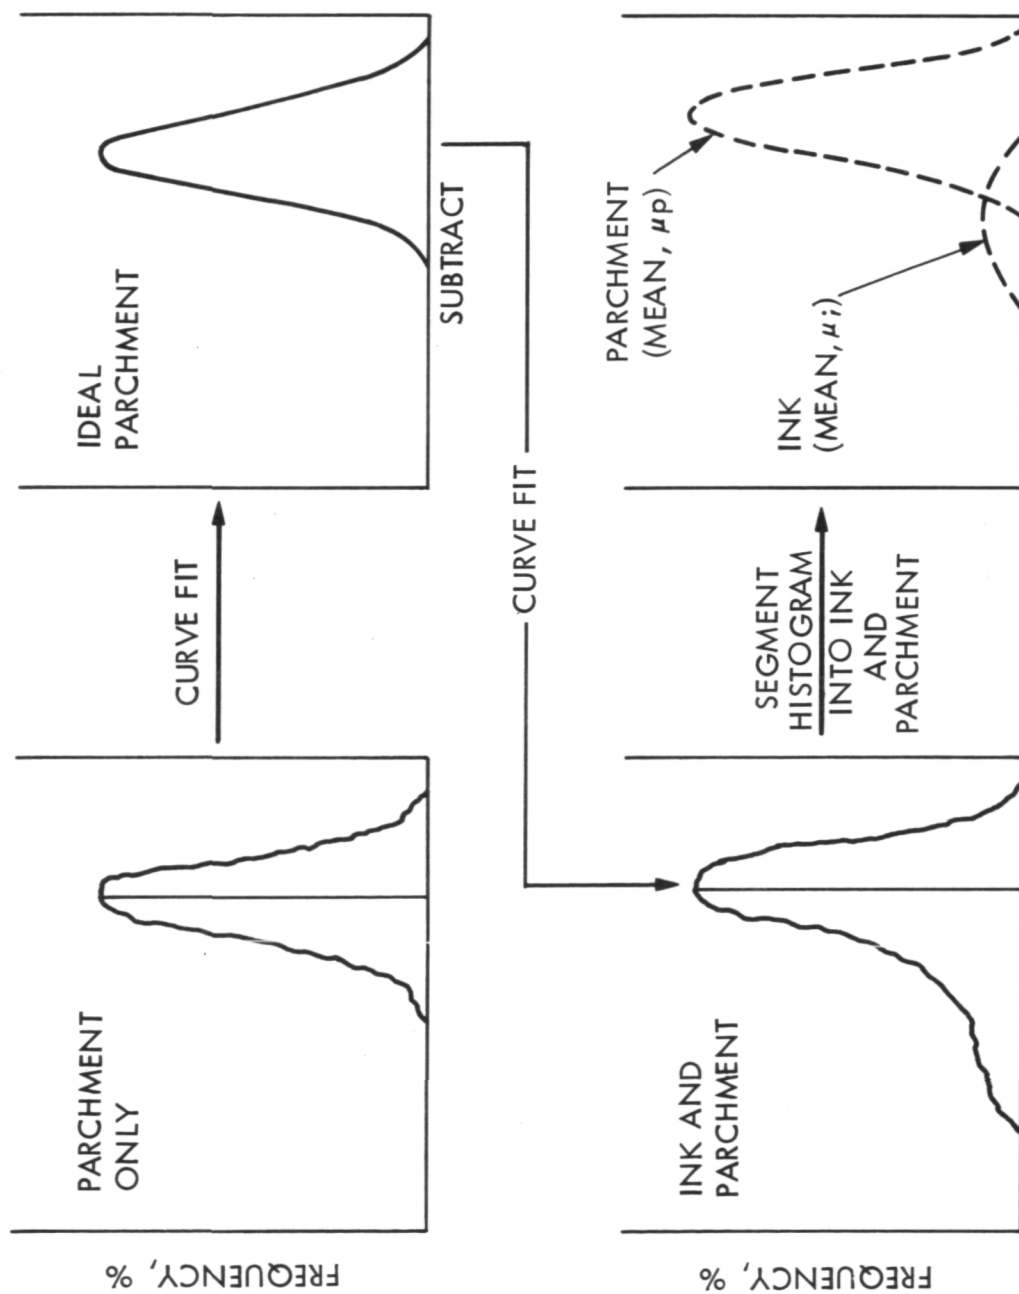 FREQUENCY, %
PARCHMENT
ONLY
CURVE FIT
IDEAL
PARCHMENT
SUBTRACT
CURVE FIT
FREQUENCY, %
INK AND
PARCHMENT
SEGMENT
HISTOGRAM
INTO INK
AND
PARCHMENT
PARCHMENT
(MEAN, μp)
INK
(MEAN, μ;)